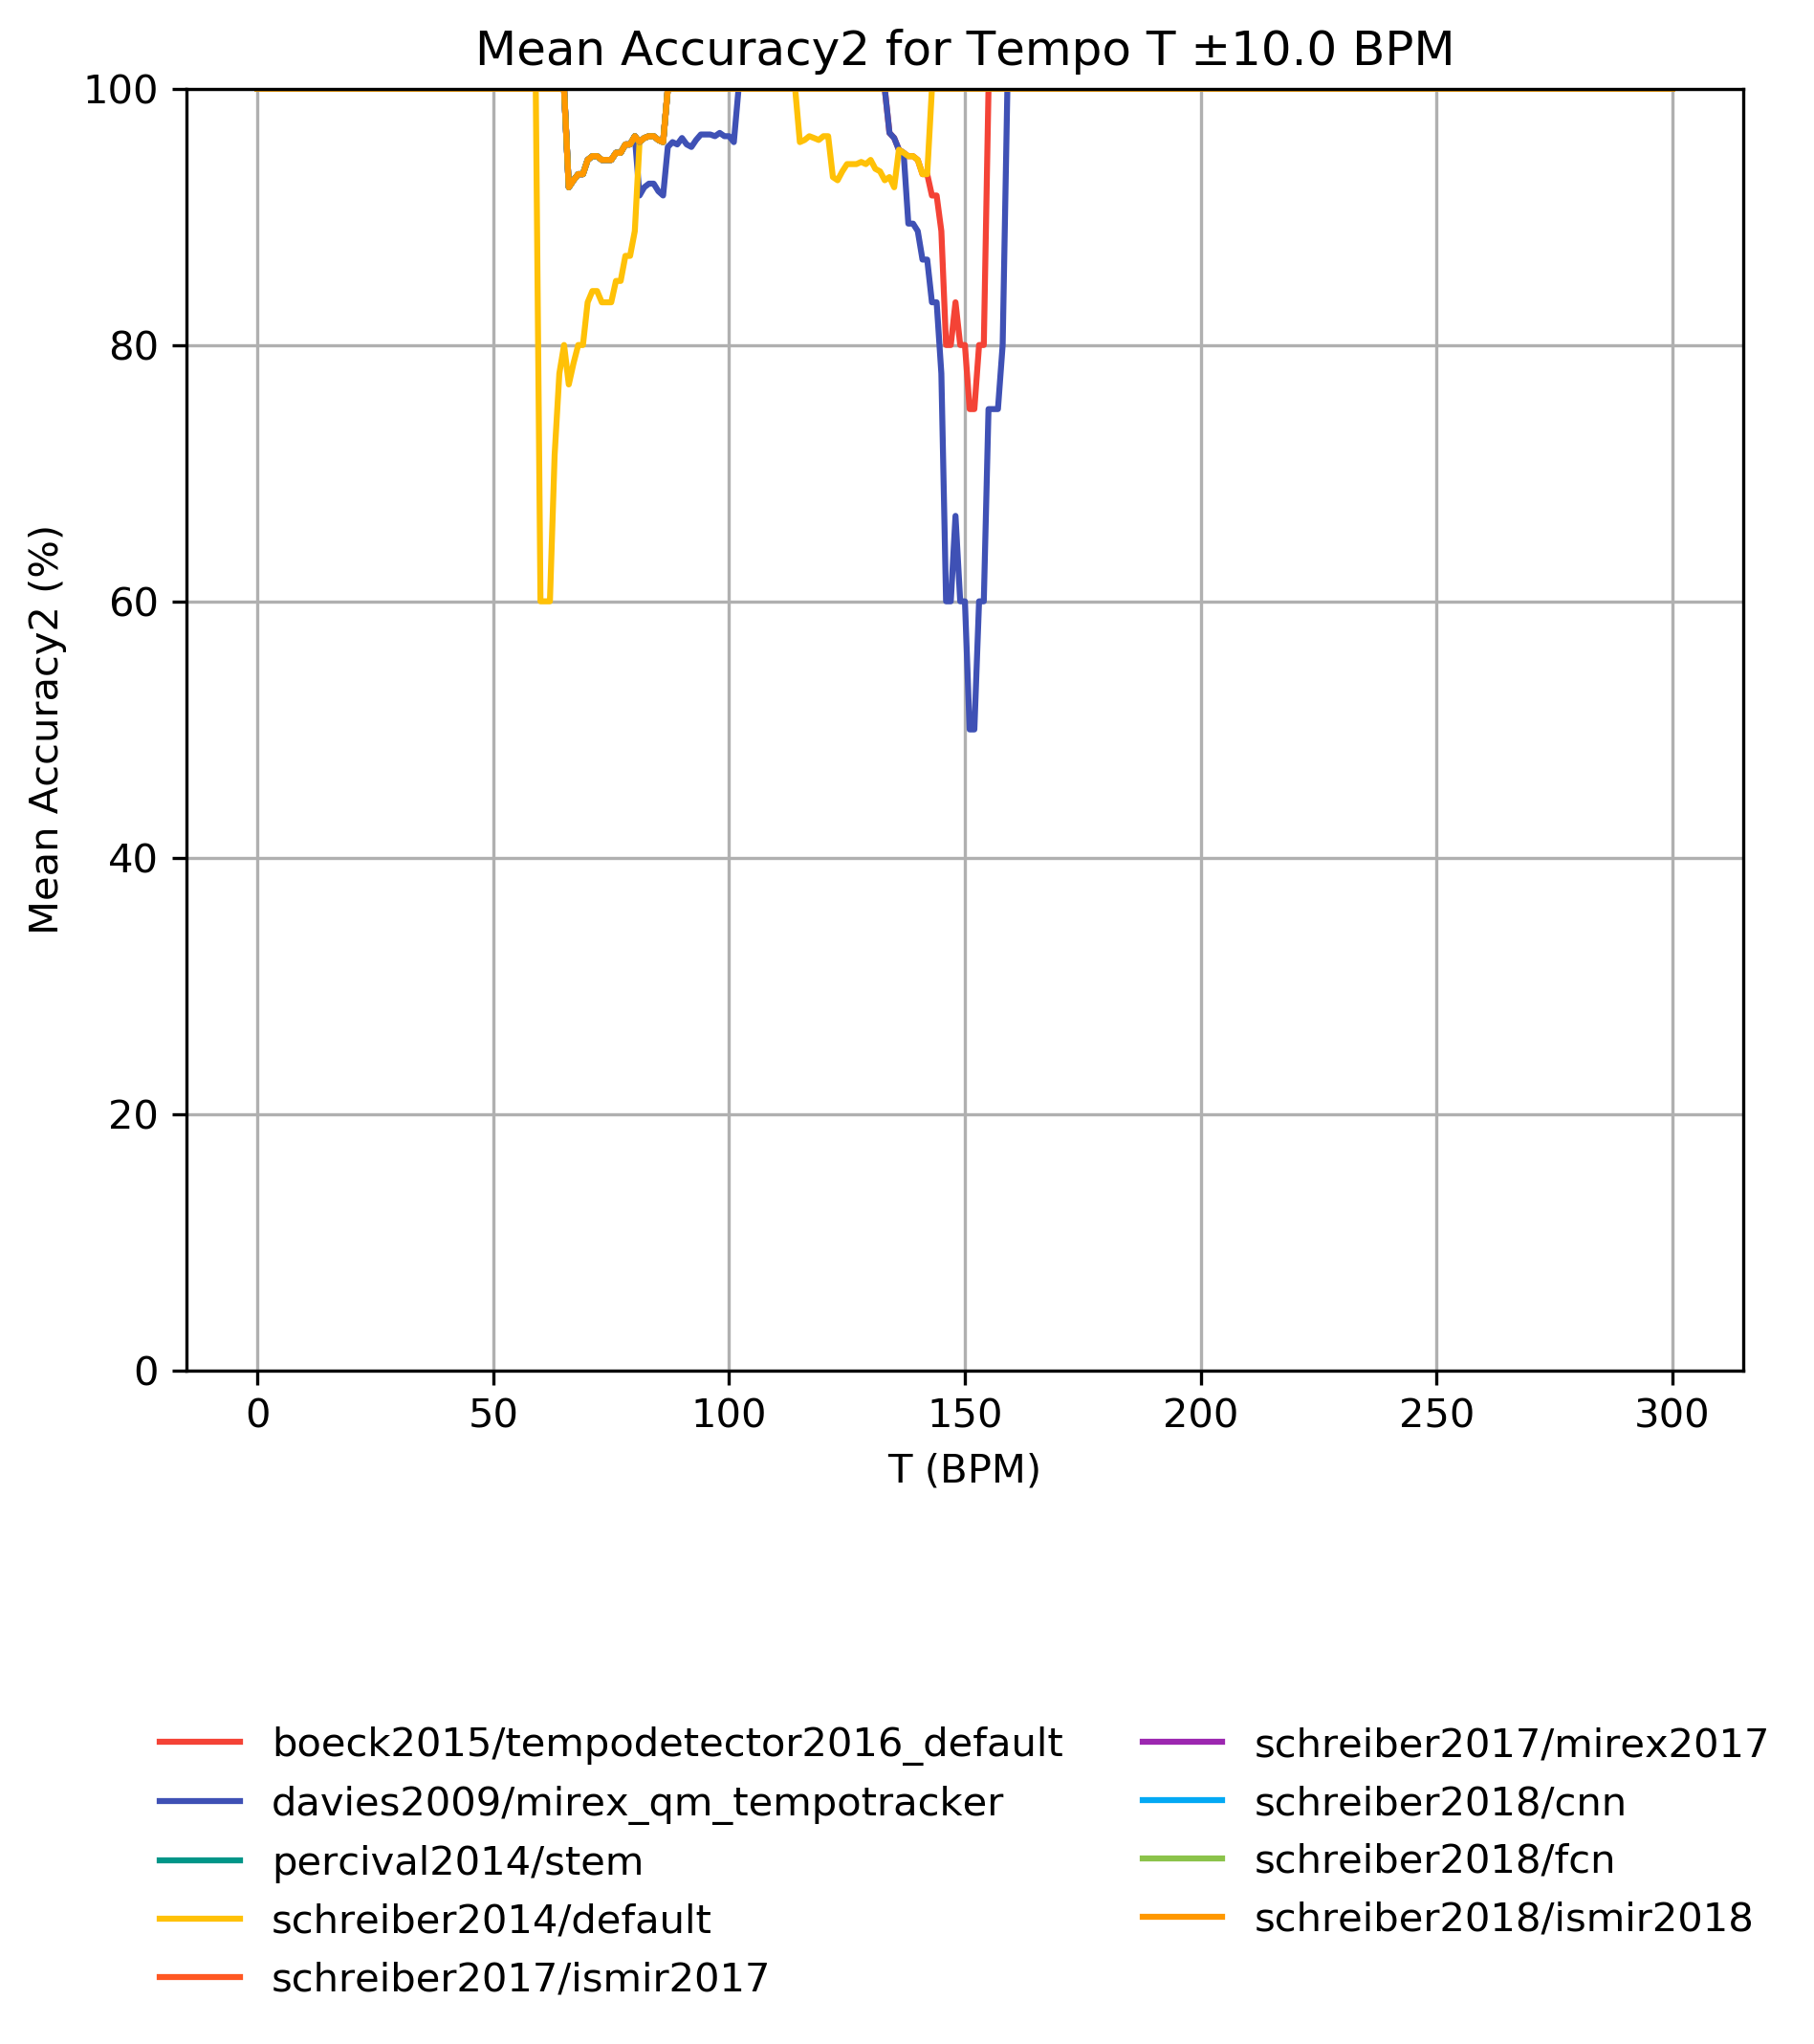 Mean Accuracy2 for Tempo T ±10.0 BPM
Mean Accuracy2 (%)
100
80
60
40
20
0
0 50 100 150 200 250 300
T (BPM)
boeck2015/tempodetector2016_default
davies2009/mirex_qm_tempotracker
percival2014/stem
schreiber2014/default
schreiber2017/ismir2017
schreiber2017/mirex2017
schreiber2018/cnn
schreiber2018/fcn
schreiber2018/ismir2018